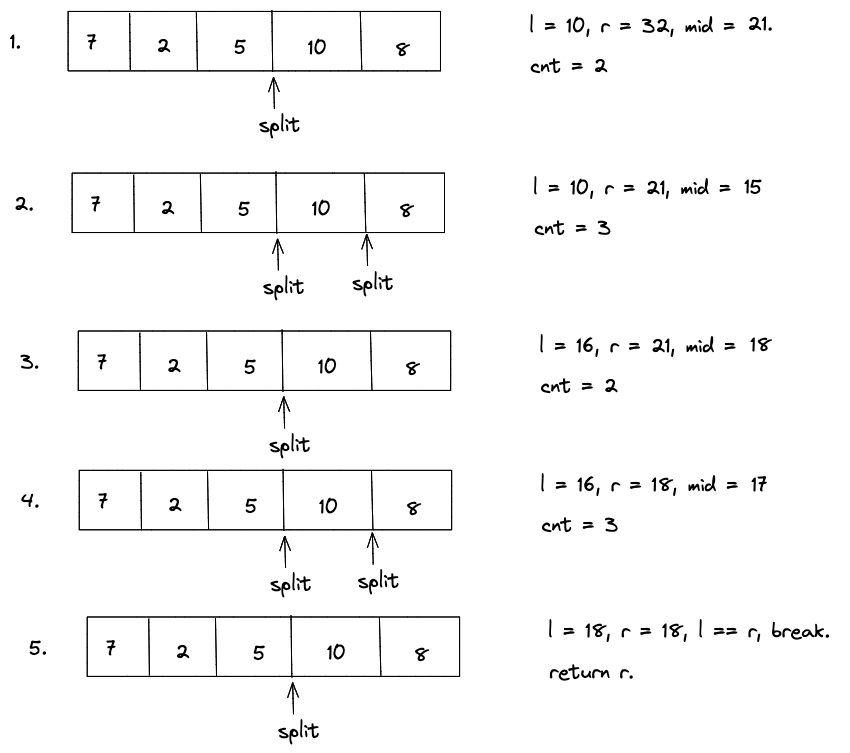 1. 7 2 5 10 8 l = 10, r = 32, mid = 21.
cnt = 2
split
2. 7 2 5 10 8 l = 10, r = 21, mid = 15
cnt = 3
split split
3. 7 2 5 10 8 l = 16, r = 21, mid = 18
cnt = 2
split
4. 7 2 5 10 8 l = 16, r = 18, mid = 17
cnt = 3
split split
5. 7 2 5 10 8 l = 18, r = 18, l == r, break.
return r.
split